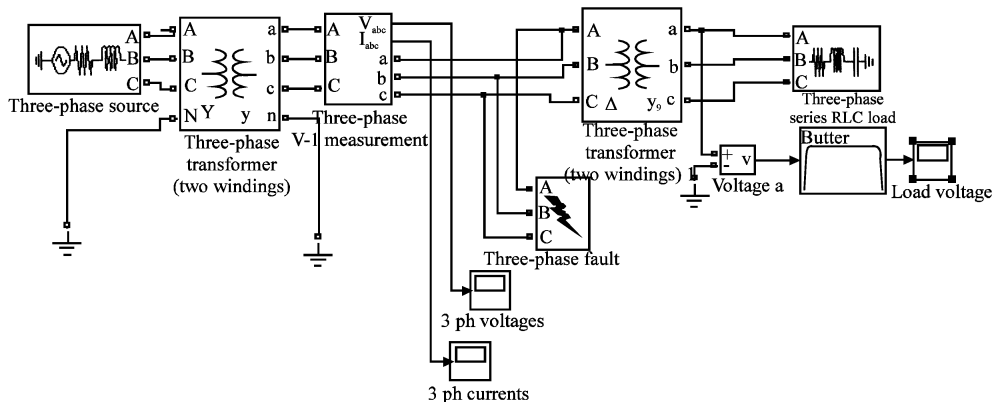 A
B
C
Three-phase source
A
B
C
N
Y
y
a
b
c
n
Three-phase
transformer
(two windings)
A
B
C
Vabc
Iabc
a
b
c
Three-phase
V-1 measurement
A
B
C
Δ
y9
a
b
c
Three-phase
transformer
(two windings) 1
A
B
C
Three-phase
series RLC load
A
B
C
Three-phase fault
+
-
v
Voltage a
Butter
Load voltage
3 ph voltages
3 ph currents